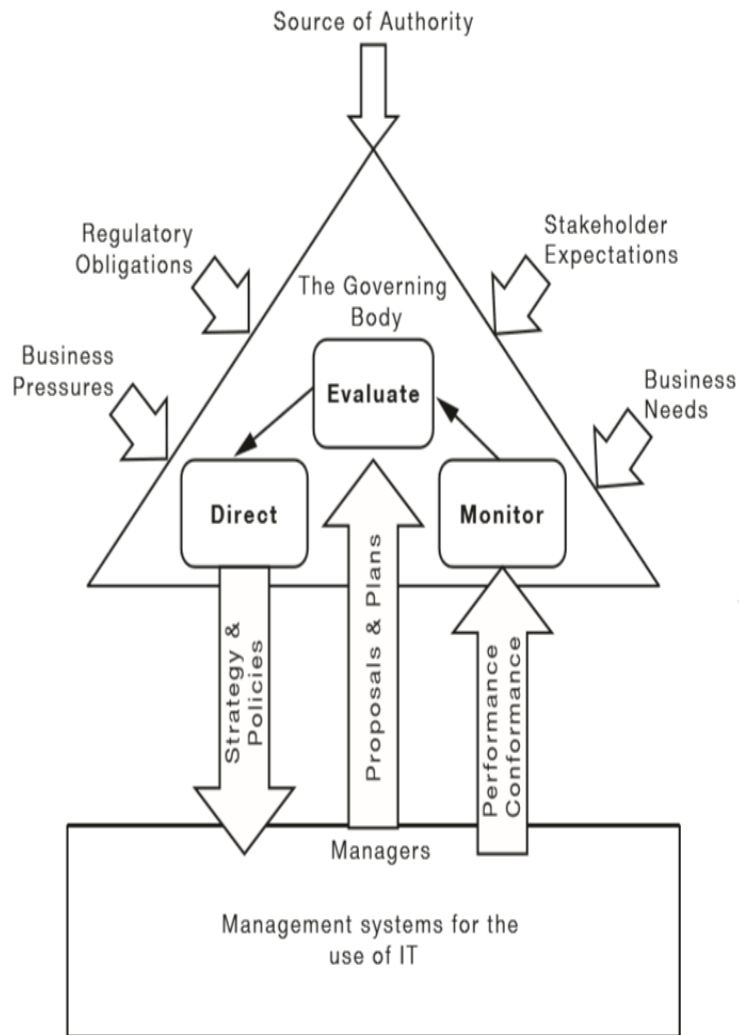 Source of Authority
Regulatory
Obligations
Stakeholder
Expectations
The Governing
Body
Business
Pressures
Business
Needs
Evaluate
Direct
Monitor
Strategy &
Policies
Proposals & Plans
Performance
Conformance
Managers
Management systems for the
use of IT